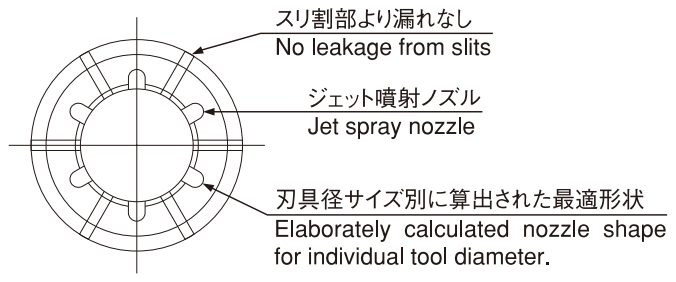 スリ割部より漏れなし
No leakage from slits
ジェット噴射ノズル
Jet spray nozzle
刃具径サイズ別に算出された最適形状
Elaborately calculated nozzle shape
for individual tool diameter.